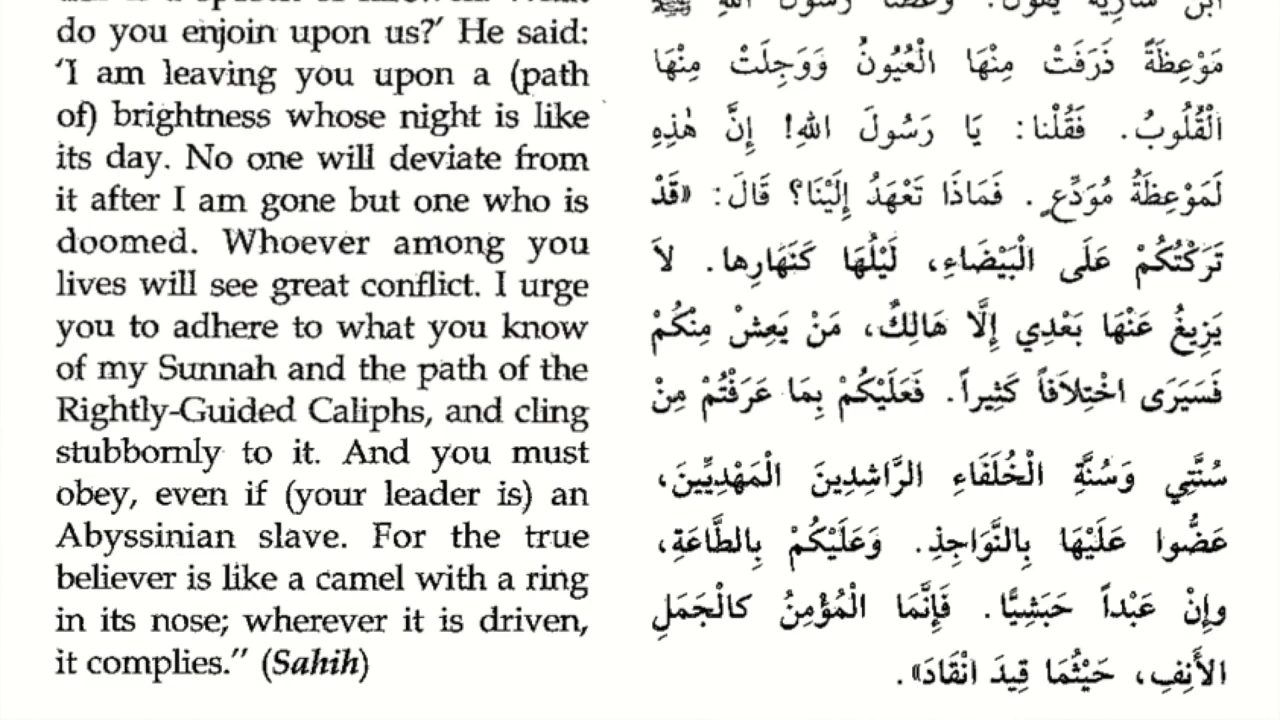 do you enjoin upon us?' He said:
'I am leaving you upon a (path
of) brightness whose night is like
its day. No one will deviate from
it after I am gone but one who is
doomed. Whoever among you
lives will see great conflict. I urge
you to adhere to what you know
of my Sunnah and the path of the
Rightly-Guided Caliphs, and cling
stubbornly to it. And you must
obey, even if (your leader is) an
Abyssinian slave. For the true
believer is like a camel with a ring
in its nose; wherever it is driven,
it complies." (Sahih)
مَوْعِظَةً ذَرَفَتْ مِنْهَا الْعُيُونُ وَوَجِلَتْ مِنْهَا
الْقُلُوبُ. فَقُلْنا: يَا رَسُولَ اللهِ! إِنَّ هٰذِهِ
لَمَوْعِظَةُ مُوَدِّعٍ. فَمَاذَا تَعْهَدُ إِلَيْنَا؟ قَالَ: «قَدْ
تَرَكْتُكُمْ عَلَى الْبَيْضَاءِ، لَيْلُهَا كَنَهَارِها. لاَ
يَزِيغُ عَنْهَا بَعْدِي إِلَّا هَالِكٌ، مَنْ يَعِشْ مِنْكُمْ
فَسَيَرَى اخْتِلاَفاً كَثِيراً. فَعَلَيْكُمْ بِمَا عَرَفْتُمْ مِنْ
سُنَّتِي وَسُنَّةِ الْخُلَفَاءِ الرَّاشِدِينَ الْمَهْدِيِّينَ،
عَضُّوا عَلَيْهَا بِالنَّوَاجِذِ. وَعَلَيْكُمْ بِالطَّاعَةِ،
وإِنْ عَبْداً حَبَشِيًّا. فَإِنَّمَا الْمُؤْمِنُ كالْجَمَلِ
الأَنِفِ، حَيْثُمَا قِيدَ انْقَادَ».